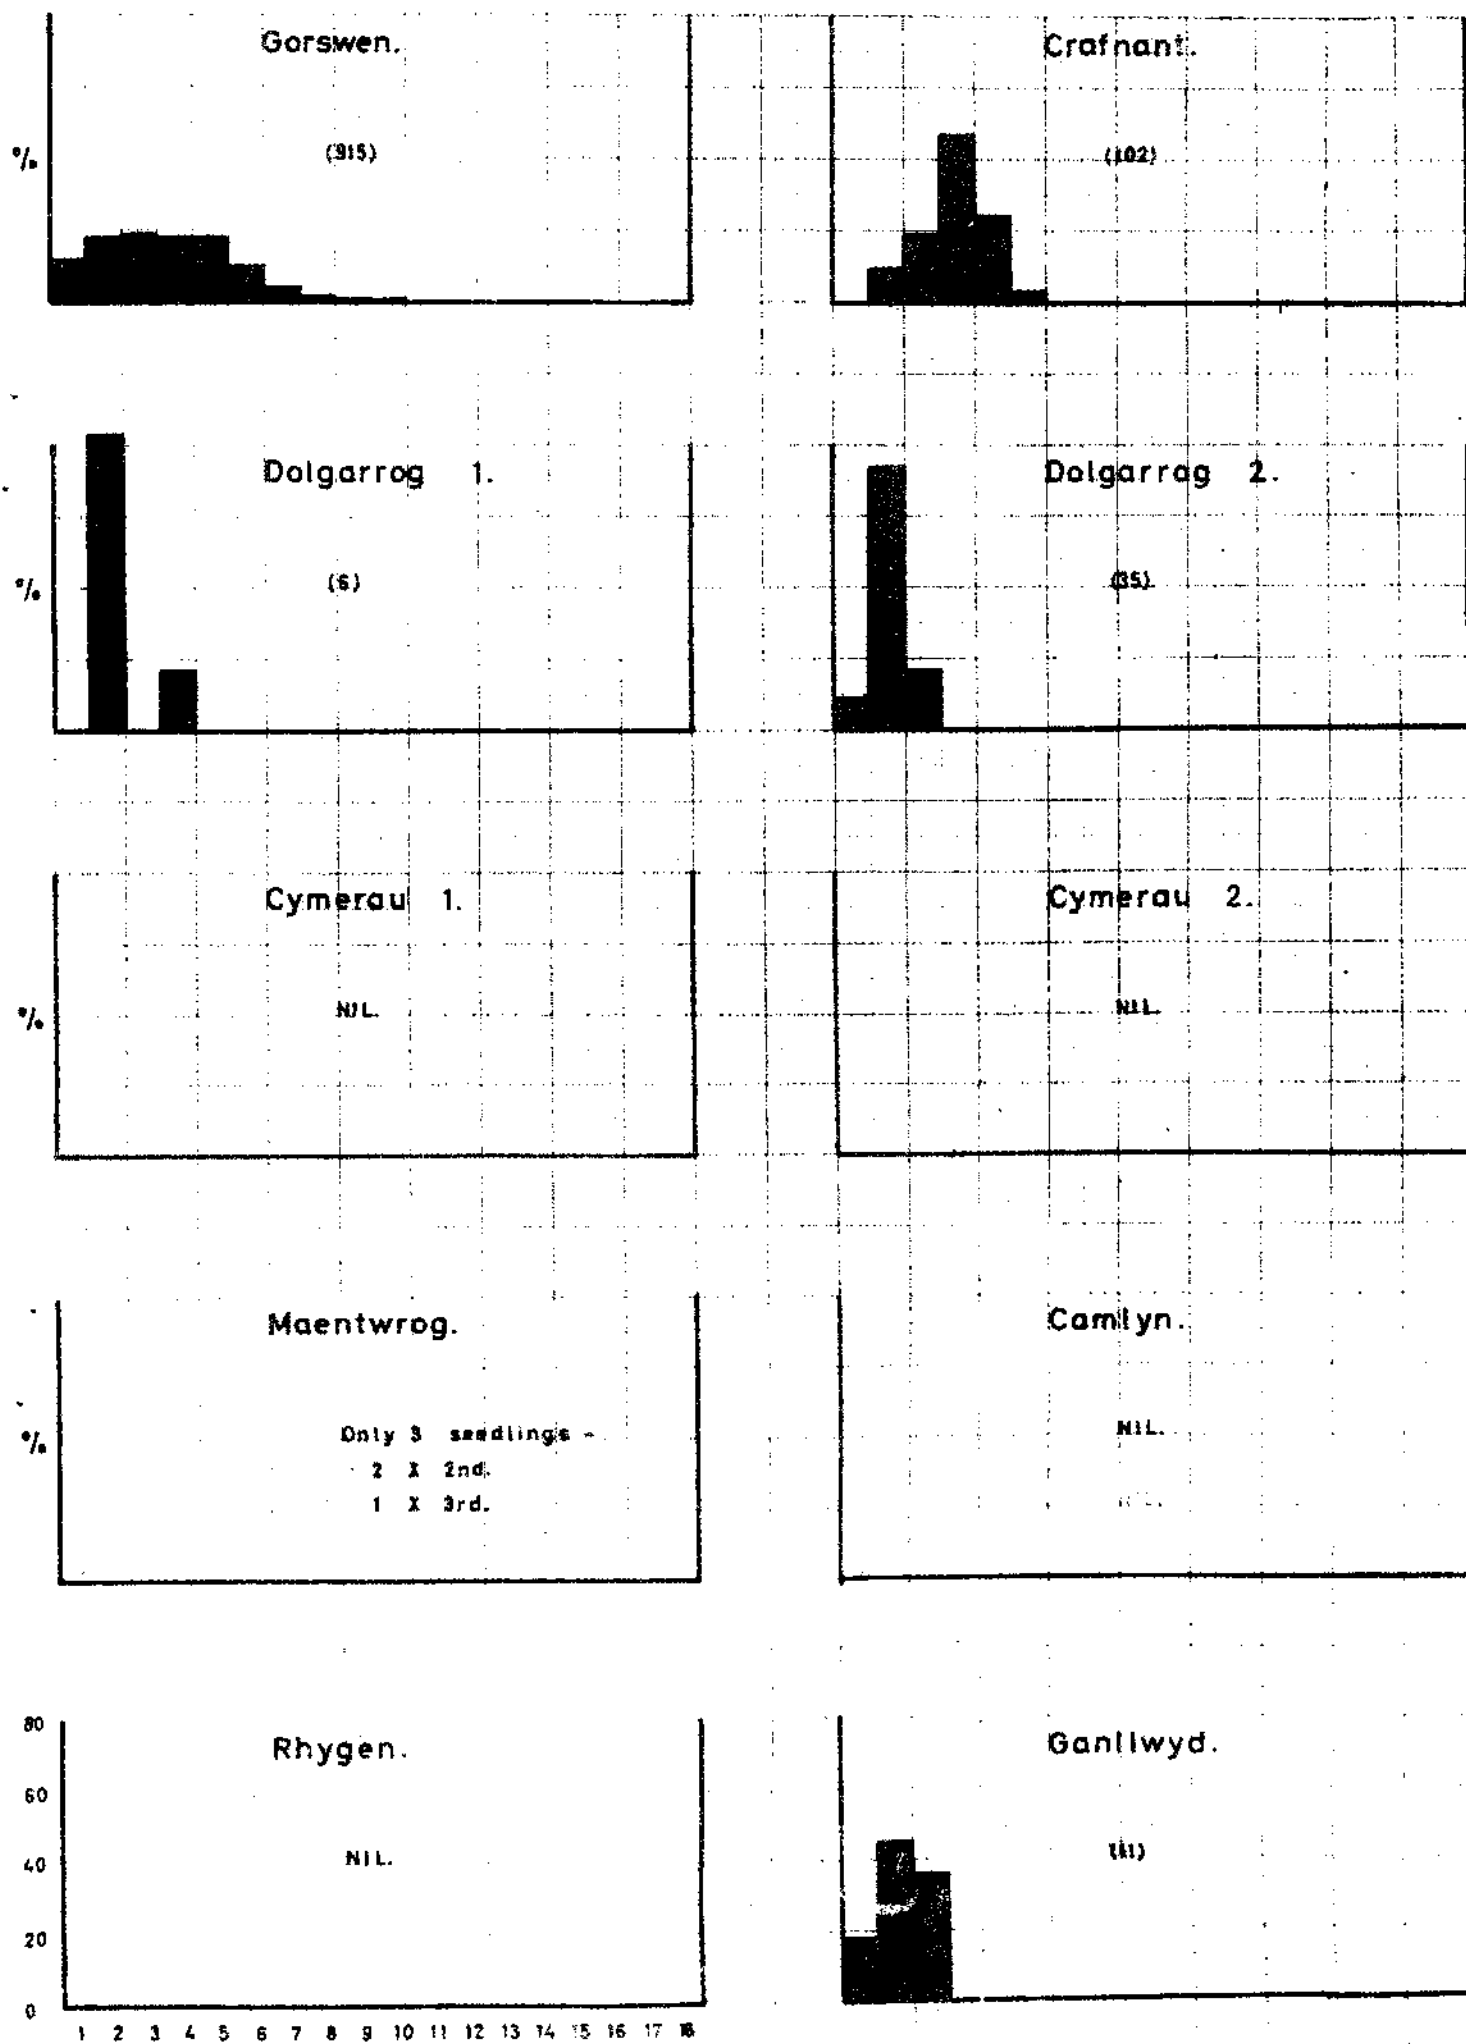 Gorswen.
Crafnant.
%
(315)
(102)
Dolgarrog 1.
Dolgarrog 2.
%
(6)
(35)
Cymerau 1.
Cymerau 2.
%
NIL.
NIL.
Maentwrog.
Camlyn.
%
Only 3 seedlings -
2 X 2nd.
1 X 3rd.
NIL.
Rhygen.
Ganllwyd.
80
60
40
20
0
NIL.
1 2 3 4 5 6 7 8 9 10 11 12 13 14 15 16 17 18